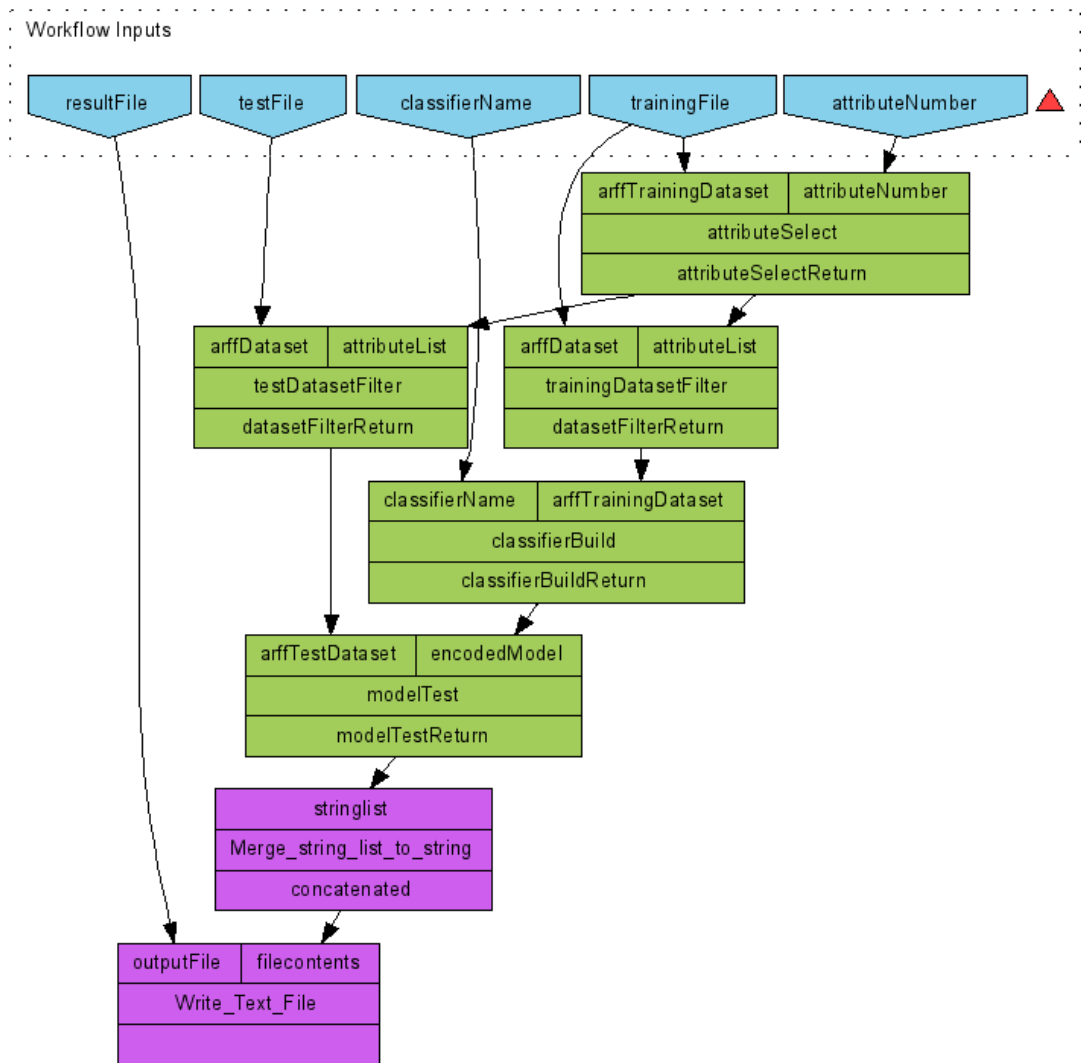 Workflow Inputs
resultFile
testFile
classifierName
trainingFile
attributeNumber
arffTrainingDataset
attributeNumber
attributeSelect
attributeSelectReturn
arffDataset
attributeList
testDatasetFilter
datasetFilterReturn
arffDataset
attributeList
trainingDatasetFilter
datasetFilterReturn
classifierName
arffTrainingDataset
classifierBuild
classifierBuildReturn
arffTestDataset
encodedModel
modelTest
modelTestReturn
stringlist
Merge_string_list_to_string
concatenated
outputFile
filecontents
Write_Text_File